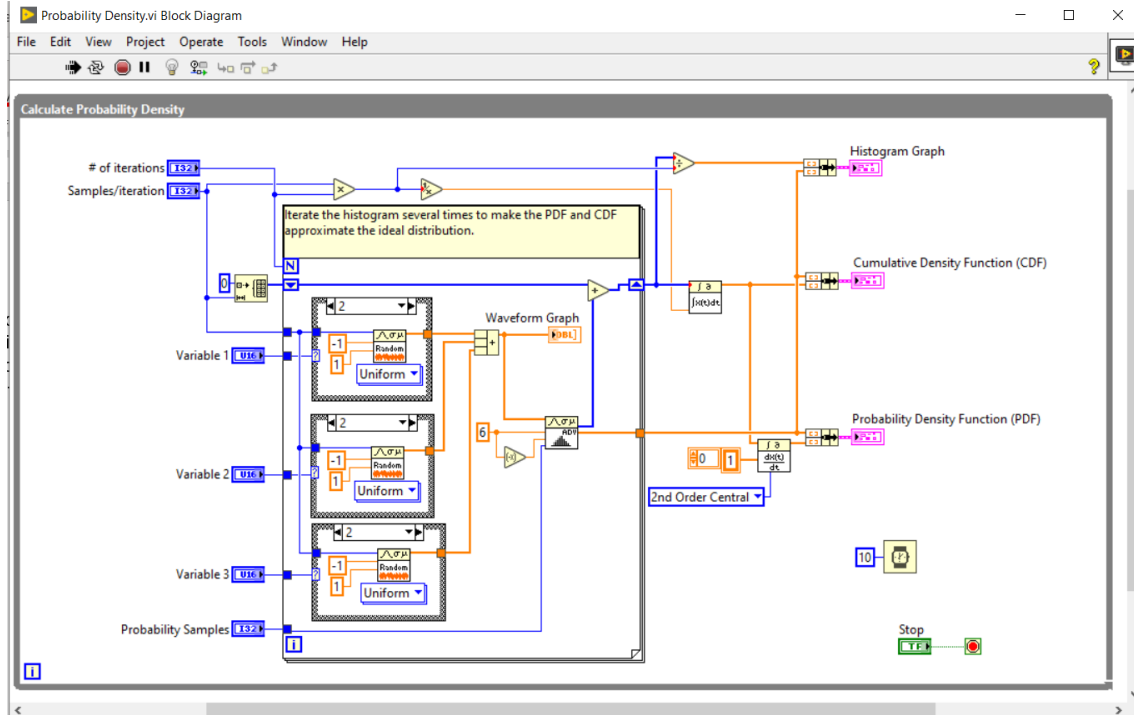 Probability Density.vi Block Diagram
File Edit View Project Operate Tools Window Help
Calculate Probability Density
# of iterations I32
Samples/iteration I32
Histogram Graph
Iterate the histogram several times to make the PDF and CDF
approximate the ideal distribution.
N
0
Cumulative Density Function (CDF)
∫x(t)dt
2
Waveform Graph
DBL
-1
Random
1
Uniform
Variable 1 U16
2
-1
Random
1
Uniform
Variable 2 U16
6
ADV
Probability Density Function (PDF)
0 1
dx(t)
dt
2nd Order Central
2
-1
Random
1
Uniform
Variable 3 U16
10
Probability Samples I32
Stop
TF
i
i